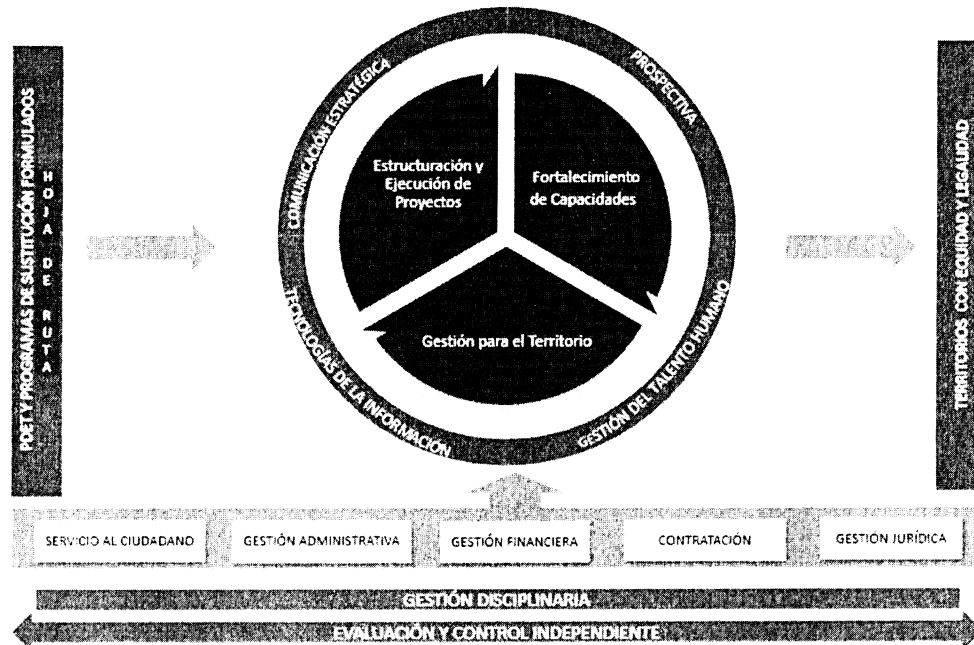 PDET Y PROGRAMAS DE SUSTITUCIÓN FORMULADOS
HOJA DE RUTA
COMUNICACIÓN ESTRATÉGICA
PROSPECTIVA
TECNOLOGÍAS DE LA INFORMACIÓN
GESTIÓN DEL TALENTO HUMANO
Estructuración y
Ejecución de
Proyectos
Fortalecimiento
de Capacidades
Gestión para el Territorio
TERRITORIOS CON EQUIDAD Y LEGALIDAD
SERVICIO AL CIUDADANO
GESTIÓN ADMINISTRATIVA
GESTIÓN FINANCIERA
CONTRATACIÓN
GESTIÓN JURÍDICA
GESTIÓN DISCIPLINARIA
EVALUACIÓN Y CONTROL INDEPENDIENTE